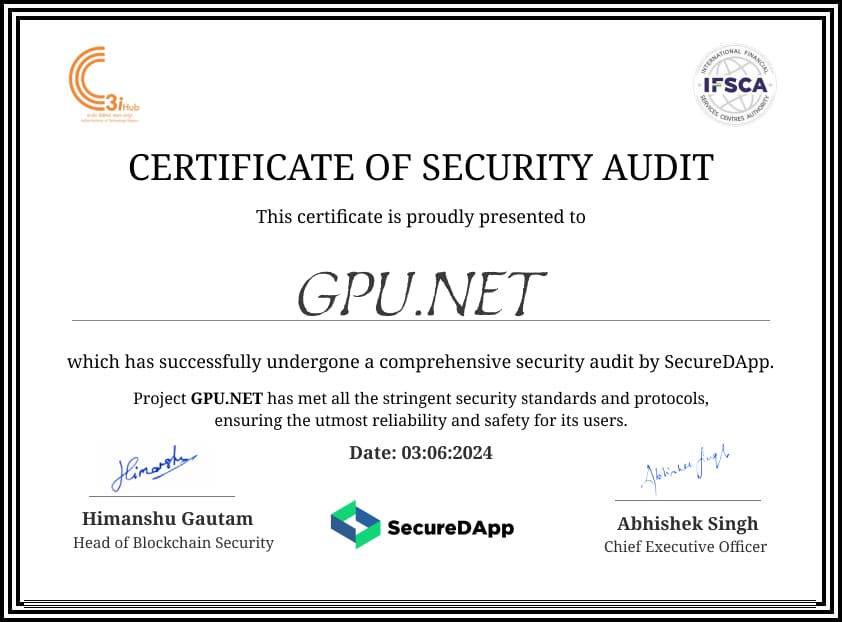 C3iHub
INTERNATIONAL FINANCIAL
IFSCA
SERVICES CENTRES AUTHORITY
CERTIFICATE OF SECURITY AUDIT
This certificate is proudly presented to
GPU.NET
which has successfully undergone a comprehensive security audit by SecureDApp.
Project GPU.NET has met all the stringent security standards and protocols,
ensuring the utmost reliability and safety for its users.
Date: 03:06:2024
Himanshu
Abhishek Singh
Himanshu Gautam
Head of Blockchain Security
SecureDApp
Abhishek Singh
Chief Executive Officer